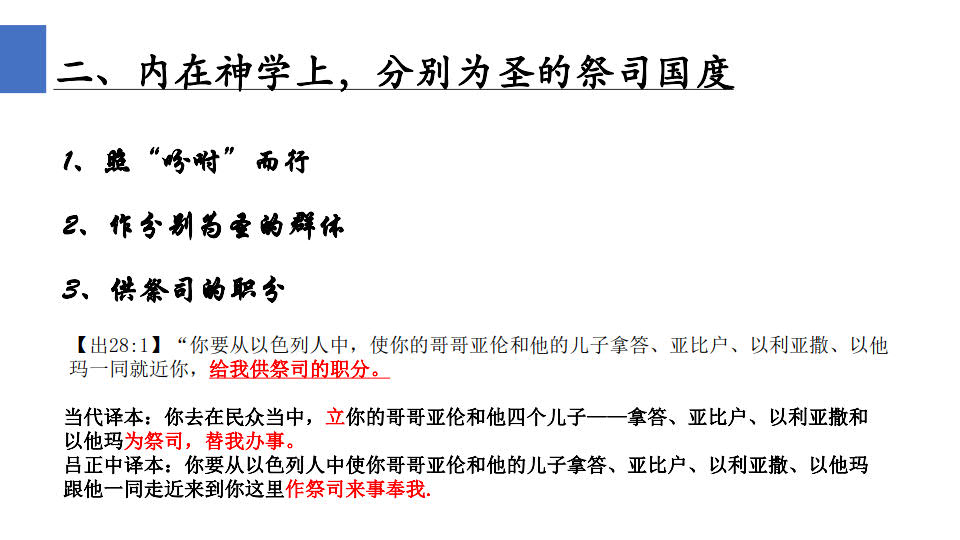 二、内在神学上，分别为圣的祭司国度
1、照“吩咐”而行
2、作分别为圣的群体
3、供祭司的职分
【出28:1】“你要从以色列人中，使你的哥哥亚伦和他的儿子拿答、亚比户、以利亚撒、以他
玛一同就近你，给我供祭司的职分。
当代译本：你去在民众当中，立你的哥哥亚伦和他四个儿子——拿答、亚比户、以利亚撒和
以他玛为祭司，替我办事。
吕正中译本：你要从以色列人中使你哥哥亚伦和他的儿子拿答、亚比户、以利亚撒、以他玛
跟他一同走近来到你这里作祭司来事奉我.